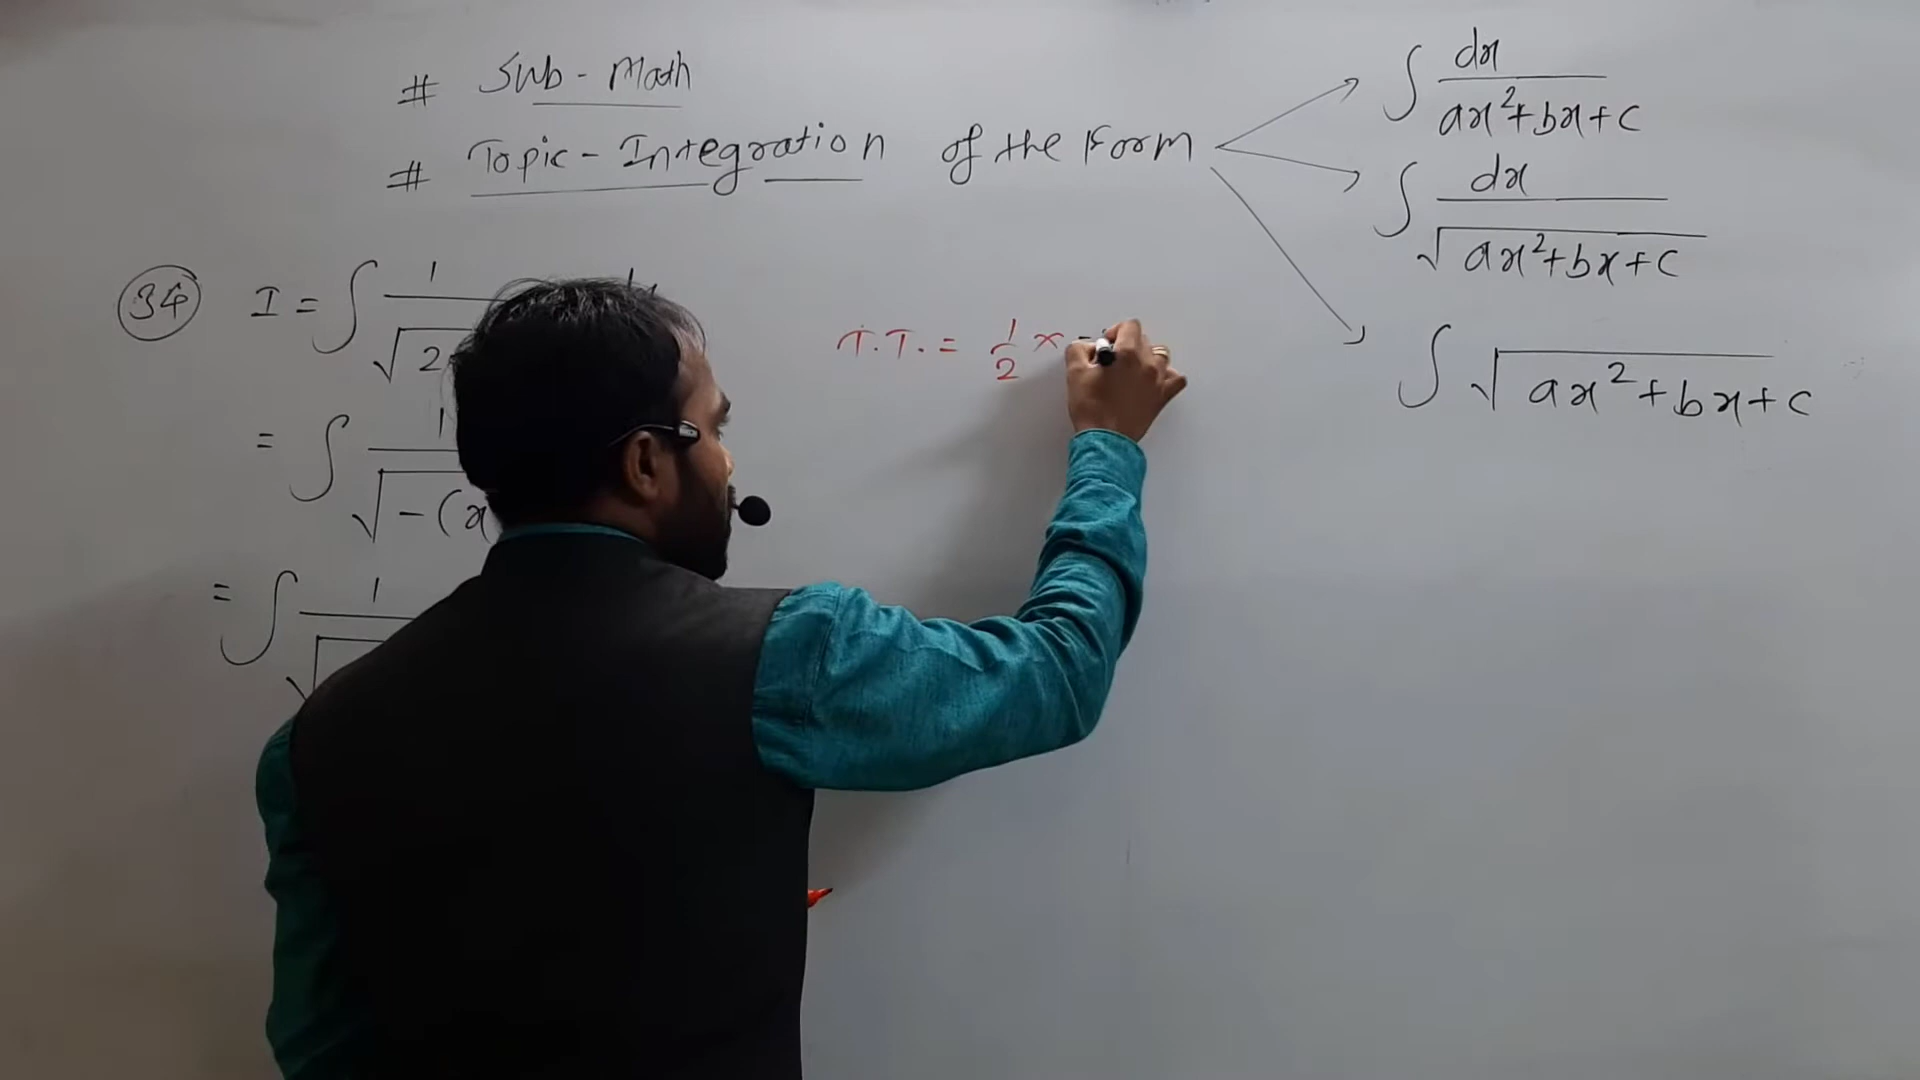 # Sub - Math
# Topic - Integration of the Form
∫ dx / ax²+bx+c
∫ dx / √ax²+bx+c
∫ √ax²+bx+c
34 I = ∫ 1 / √2
= ∫ 1 / √-(x
= ∫ 1 / √
T.T. = 1/2 ×